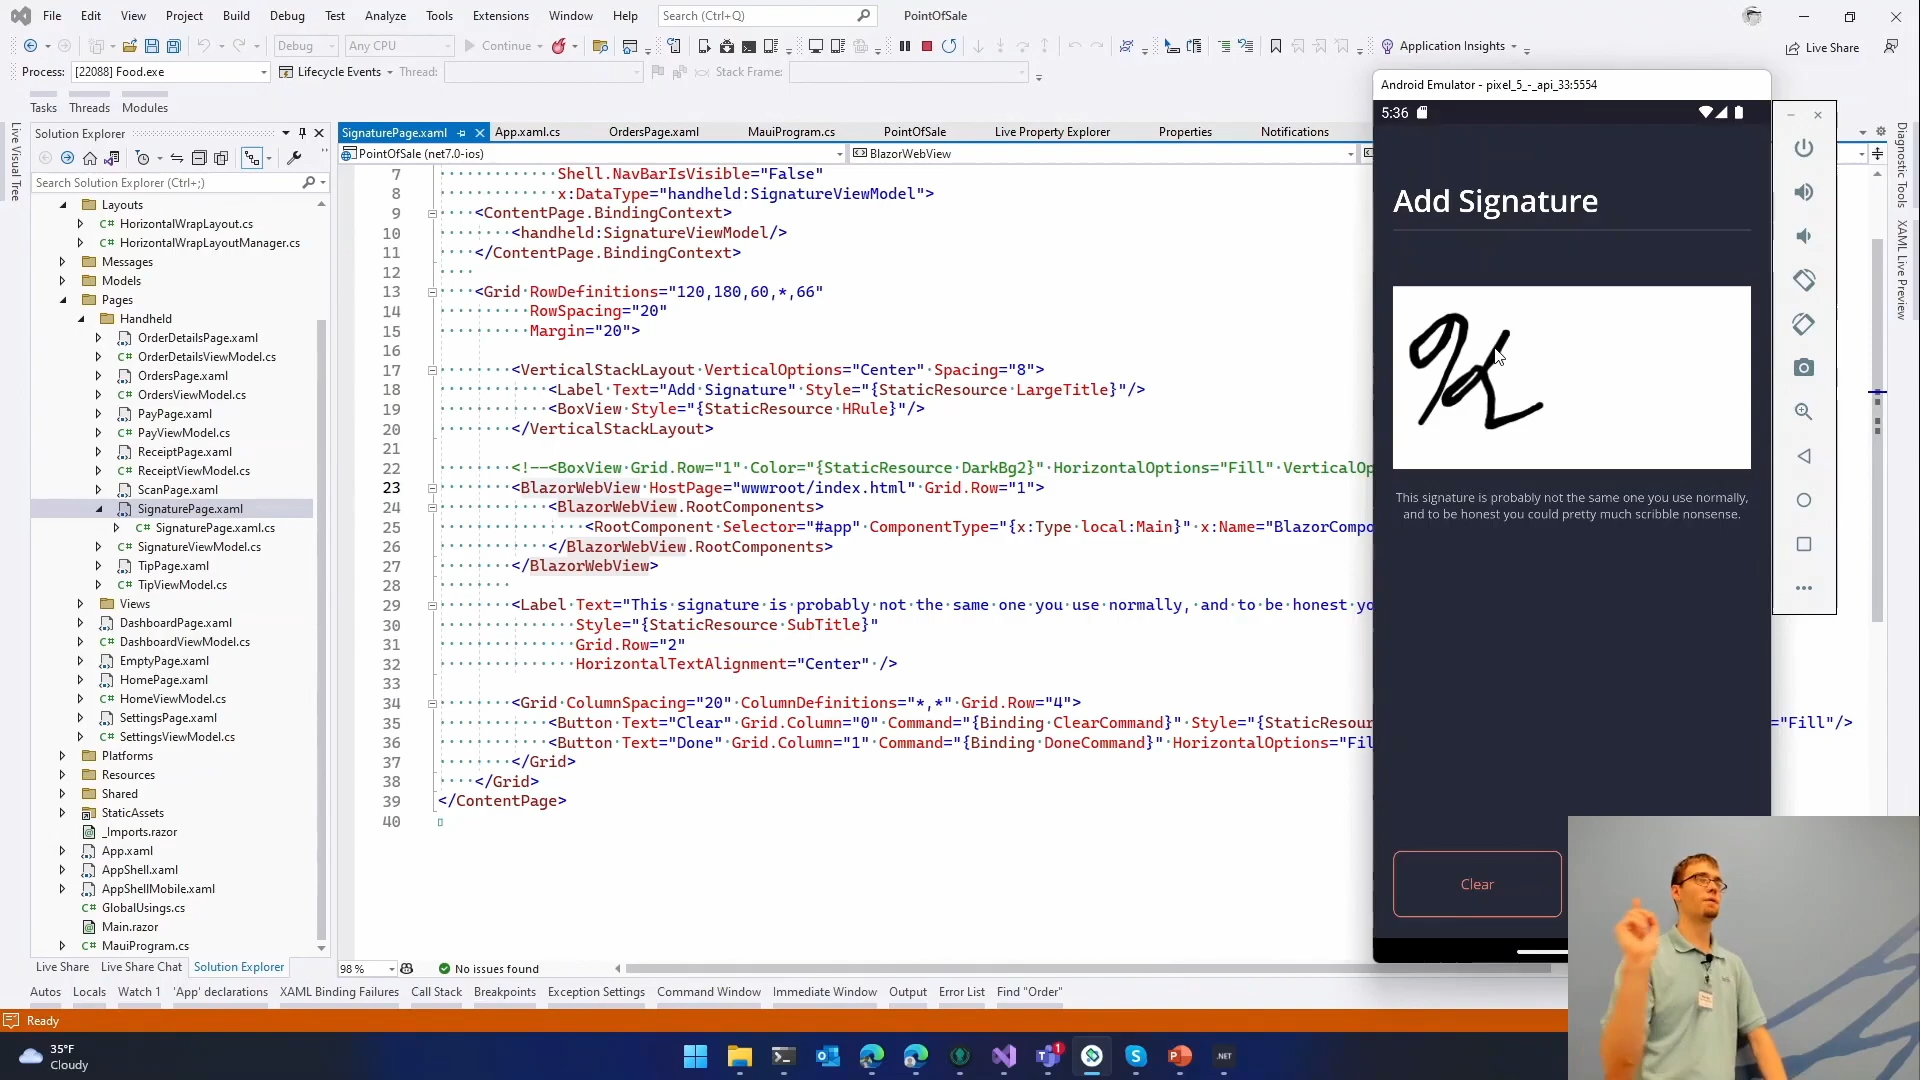 File Edit View Project Build Debug Test Analyze Tools Extensions Window Help Search (Ctrl+Q) PointOfSale
Debug Any CPU Continue Application Insights Live Share
Process: [22088] Food.exe Lifecycle Events Thread: Stack Frame:
Tasks Threads Modules
Live Visual Tree
Solution Explorer
Search Solution Explorer (Ctrl+;)
Layouts
C# HorizontalWrapLayout.cs
C# HorizontalWrapLayoutManager.cs
Messages
Models
Pages
Handheld
OrderDetailsPage.xaml
C# OrderDetailsViewModel.cs
OrdersPage.xaml
C# OrdersViewModel.cs
PayPage.xaml
C# PayViewModel.cs
ReceiptPage.xaml
C# ReceiptViewModel.cs
ScanPage.xaml
SignaturePage.xaml
C# SignaturePage.xaml.cs
C# SignatureViewModel.cs
TipPage.xaml
C# TipViewModel.cs
Views
DashboardPage.xaml
C# DashboardViewModel.cs
EmptyPage.xaml
HomePage.xaml
C# HomeViewModel.cs
SettingsPage.xaml
C# SettingsViewModel.cs
Platforms
Resources
Shared
StaticAssets
_Imports.razor
App.xaml
AppShell.xaml
AppShellMobile.xaml
C# GlobalUsings.cs
Main.razor
C# MauiProgram.cs
Live Share Live Share Chat Solution Explorer
SignaturePage.xaml App.xaml.cs OrdersPage.xaml MauiProgram.cs PointOfSale Live Property Explorer Properties Notifications
PointOfSale (net7.0-ios) BlazorWebView
7 Shell.NavBarIsVisible="False"
8 x:DataType="handheld:SignatureViewModel">
9 <ContentPage.BindingContext>
10 <handheld:SignatureViewModel/>
11 </ContentPage.BindingContext>
12
13 <Grid RowDefinitions="120,180,60,*,66"
14 RowSpacing="20"
15 Margin="20">
16
17 <VerticalStackLayout VerticalOptions="Center" Spacing="8">
18 <Label Text="Add Signature" Style="{StaticResource LargeTitle}"/>
19 <BoxView Style="{StaticResource HRule}"/>
20 </VerticalStackLayout>
21
22 <!--<BoxView Grid.Row="1" Color="{StaticResource DarkBg2}" HorizontalOptions="Fill" VerticalOp
23 <BlazorWebView HostPage="wwwroot/index.html" Grid.Row="1">
24 <BlazorWebView.RootComponents>
25 <RootComponent Selector="#app" ComponentType="{x:Type local:Main}" x:Name="BlazorCompo
26 </BlazorWebView.RootComponents>
27 </BlazorWebView>
28
29 <Label Text="This signature is probably not the same one you use normally, and to be honest yo
30 Style="{StaticResource SubTitle}"
31 Grid.Row="2"
32 HorizontalTextAlignment="Center" />
33
34 <Grid ColumnSpacing="20" ColumnDefinitions="*,*" Grid.Row="4">
35 <Button Text="Clear" Grid.Column="0" Command="{Binding ClearCommand}" Style="{StaticResour ="Fill"/>
36 <Button Text="Done" Grid.Column="1" Command="{Binding DoneCommand}" HorizontalOptions="Fil
37 </Grid>
38 </Grid>
39 </ContentPage>
40
98 % No issues found
Android Emulator - pixel_5_-_api_33:5554
5:36
Add Signature
This signature is probably not the same one you use normally,
and to be honest you could pretty much scribble nonsense.
Clear
Diagnostic Tools
XAML Live Preview
Autos Locals Watch 1 'App' declarations XAML Binding Failures Call Stack Breakpoints Exception Settings Command Window Immediate Window Output Error List Find "Order"
Ready
35°F
Cloudy
1
.NET